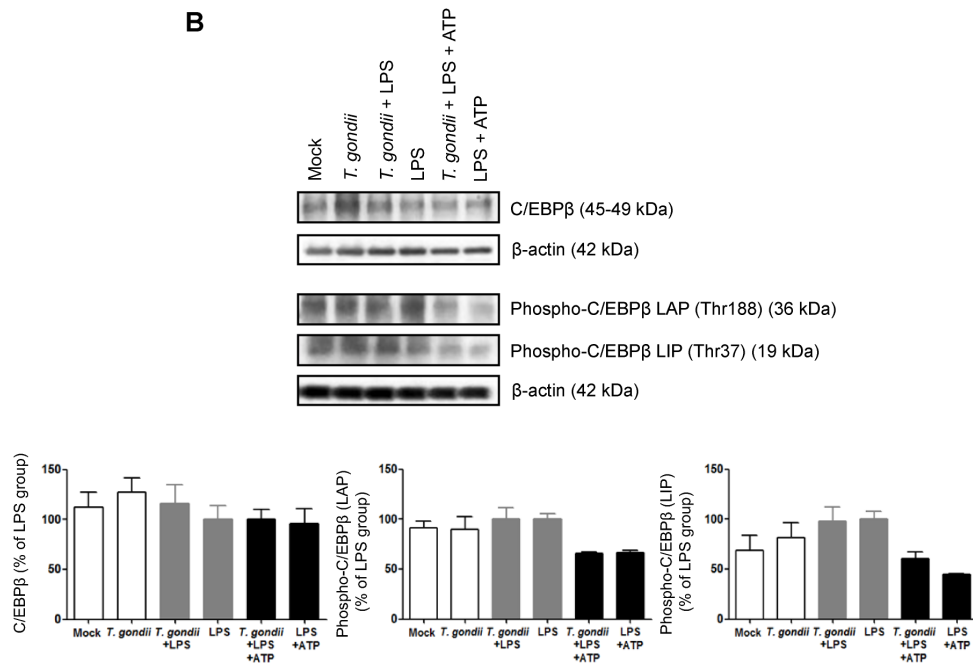 B
Mock
T. gondii
T. gondii + LPS
LPS
T. gondii + LPS + ATP
LPS + ATP
C/EBPβ (45-49 kDa)
β-actin (42 kDa)
Phospho-C/EBPβ LAP (Thr188) (36 kDa)
Phospho-C/EBPβ LIP (Thr37) (19 kDa)
β-actin (42 kDa)
C/EBPβ (% of LPS group)
150
100
50
0
Mock
T. gondii
T. gondii
+LPS
LPS
T. gondii
+LPS
+ATP
LPS
+ATP
Phospho-C/EBPβ (LAP)
(% of LPS group)
150
100
50
0
Mock
T. gondii
T. gondii
+LPS
LPS
T. gondii
+LPS
+ATP
LPS
+ATP
Phospho-C/EBPβ (LIP)
(% of LPS group)
150
100
50
0
Mock
T. gondii
T. gondii
+LPS
LPS
T. gondii
+LPS
+ATP
LPS
+ATP